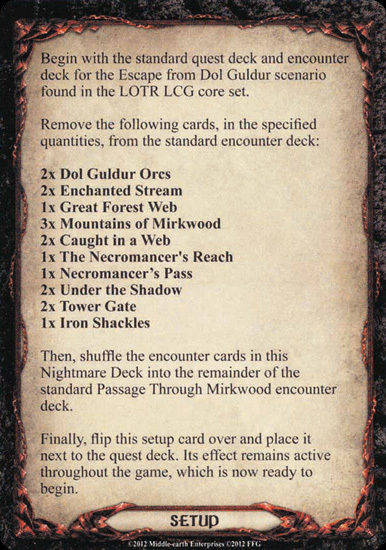 Begin with the standard quest deck and encounter
deck for the Escape from Dol Guldur scenario
found in the LOTR LCG core set.
Remove the following cards, in the specified
quantities, from the standard encounter deck:
2x Dol Guldur Orcs
2x Enchanted Stream
1x Great Forest Web
3x Mountains of Mirkwood
2x Caught in a Web
1x The Necromancer's Reach
1x Necromancer’s Pass
2x Under the Shadow
2x Tower Gate
1x Iron Shackles
Then, shuffle the encounter cards in this
Nightmare Deck into the remainder of the
standard Passage Through Mirkwood encounter
deck.
Finally, flip this setup card over and place it
next to the quest deck. Its effect remains active
throughout the game, which is now ready to
begin.
SETUP
©2012 Middle-earth Enterprises ©2012 FFG